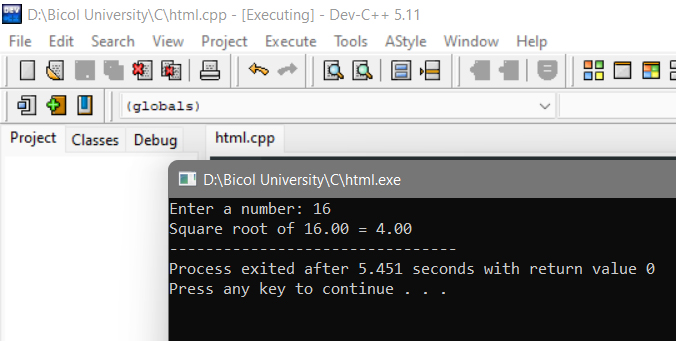 D:\Bicol University\C\html.cpp - [Executing] - Dev-C++ 5.11
File Edit Search View Project Execute Tools AStyle Window Help
(globals)
Project Classes Debug html.cpp
D:\Bicol University\C\html.exe
Enter a number: 16
Square root of 16.00 = 4.00
--------------------------------
Process exited after 5.451 seconds with return value 0
Press any key to continue . . .